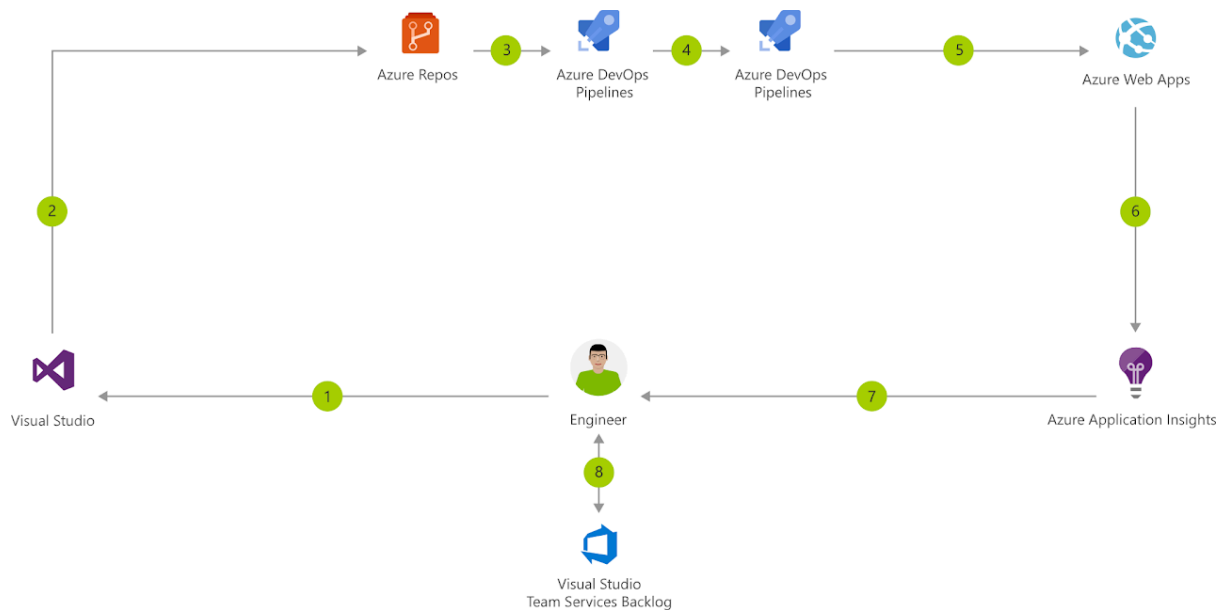 Azure Repos
3
Azure DevOps
Pipelines
4
Azure DevOps
Pipelines
5
Azure Web Apps
2
6
Visual Studio
1
Engineer
7
Azure Application Insights
8
Visual Studio
Team Services Backlog